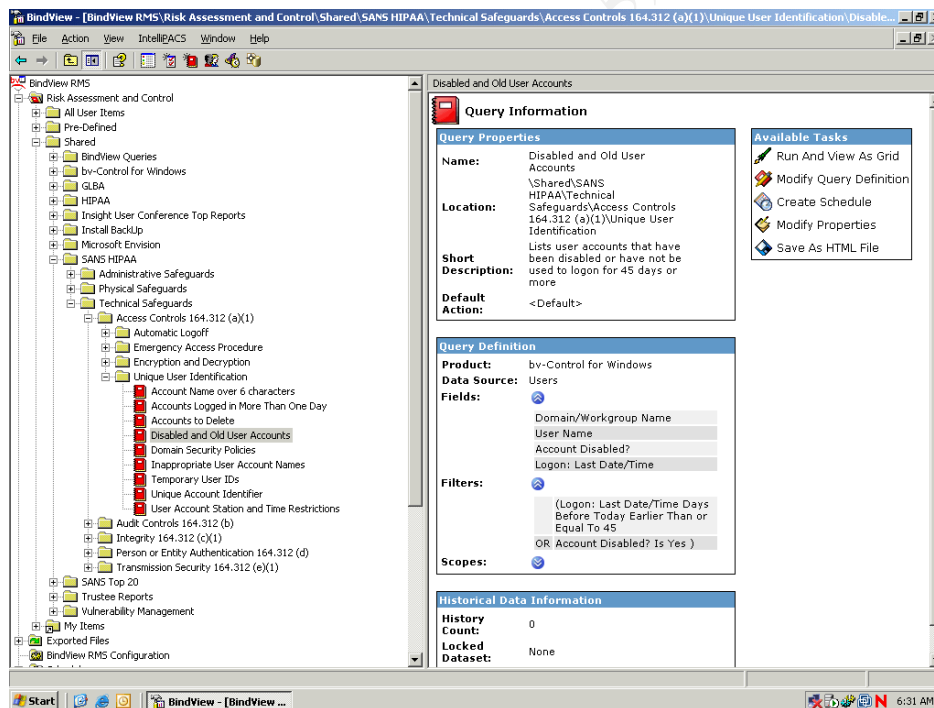 BindView - [BindView RMS\Risk Assessment and Control\Shared\SANS HIPAA\Technical Safeguards\Access Controls 164.312 (a)(1)\Unique User Identification\Disable...
File Action View IntelliPACS Window Help
BindView RMS
Risk Assessment and Control
All User Items
Pre-Defined
Shared
BindView Queries
bv-Control for Windows
GLBA
HIPAA
Insight User Conference Top Reports
Install BackUp
Microsoft Envision
SANS HIPAA
Administrative Safeguards
Physical Safeguards
Technical Safeguards
Access Controls 164.312 (a)(1)
Automatic Logoff
Emergency Access Procedure
Encryption and Decryption
Unique User Identification
Account Name over 6 characters
Accounts Logged in More Than One Day
Accounts to Delete
Disabled and Old User Accounts
Domain Security Policies
Inappropriate User Account Names
Temporary User IDs
Unique Account Identifier
User Account Station and Time Restrictions
Audit Controls 164.312 (b)
Integrity 164.312 (c)(1)
Person or Entity Authentication 164.312 (d)
Transmission Security 164.312 (e)(1)
SANS Top 20
Trustee Reports
Vulnerability Management
My Items
Exported Files
BindView RMS Configuration
Disabled and Old User Accounts
Query Information
Query Properties
Name: Disabled and Old User
Accounts
Location: \Shared\SANS
HIPAA\Technical
Safeguards\Access Controls
164.312 (a)(1)\Unique User
Identification
Short Description: Lists user accounts that have
been disabled or have not be
used to logon for 45 days or
more
Default Action: <Default>
Query Definition
Product: bv-Control for Windows
Data Source: Users
Fields:
Domain/Workgroup Name
User Name
Account Disabled?
Logon: Last Date/Time
Filters:
(Logon: Last Date/Time Days
Before Today Earlier Than or
Equal To 45
OR Account Disabled? Is Yes )
Scopes:
Historical Data Information
History Count: 0
Locked Dataset: None
Available Tasks
Run And View As Grid
Modify Query Definition
Create Schedule
Modify Properties
Save As HTML File
Start
BindView - [BindView ...
6:31 AM